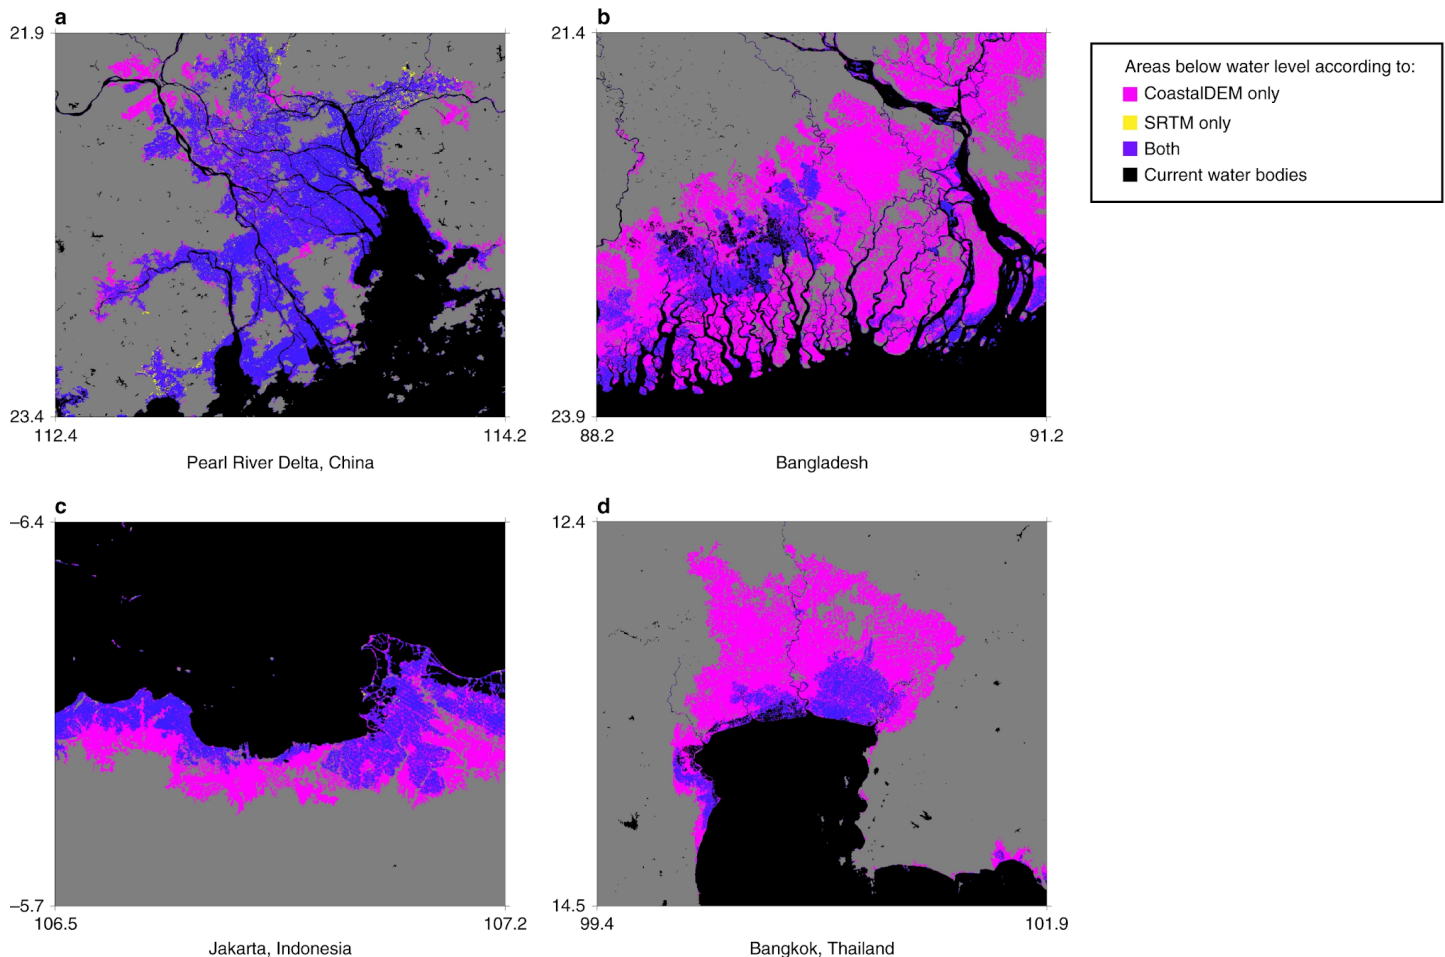 a
21.9
23.4
112.4
114.2
Pearl River Delta, China
b
21.4
23.9
88.2
91.2
Bangladesh
Areas below water level according to:
CoastalDEM only
SRTM only
Both
Current water bodies
c
−6.4
−5.7
106.5
107.2
Jakarta, Indonesia
d
12.4
14.5
99.4
101.9
Bangkok, Thailand